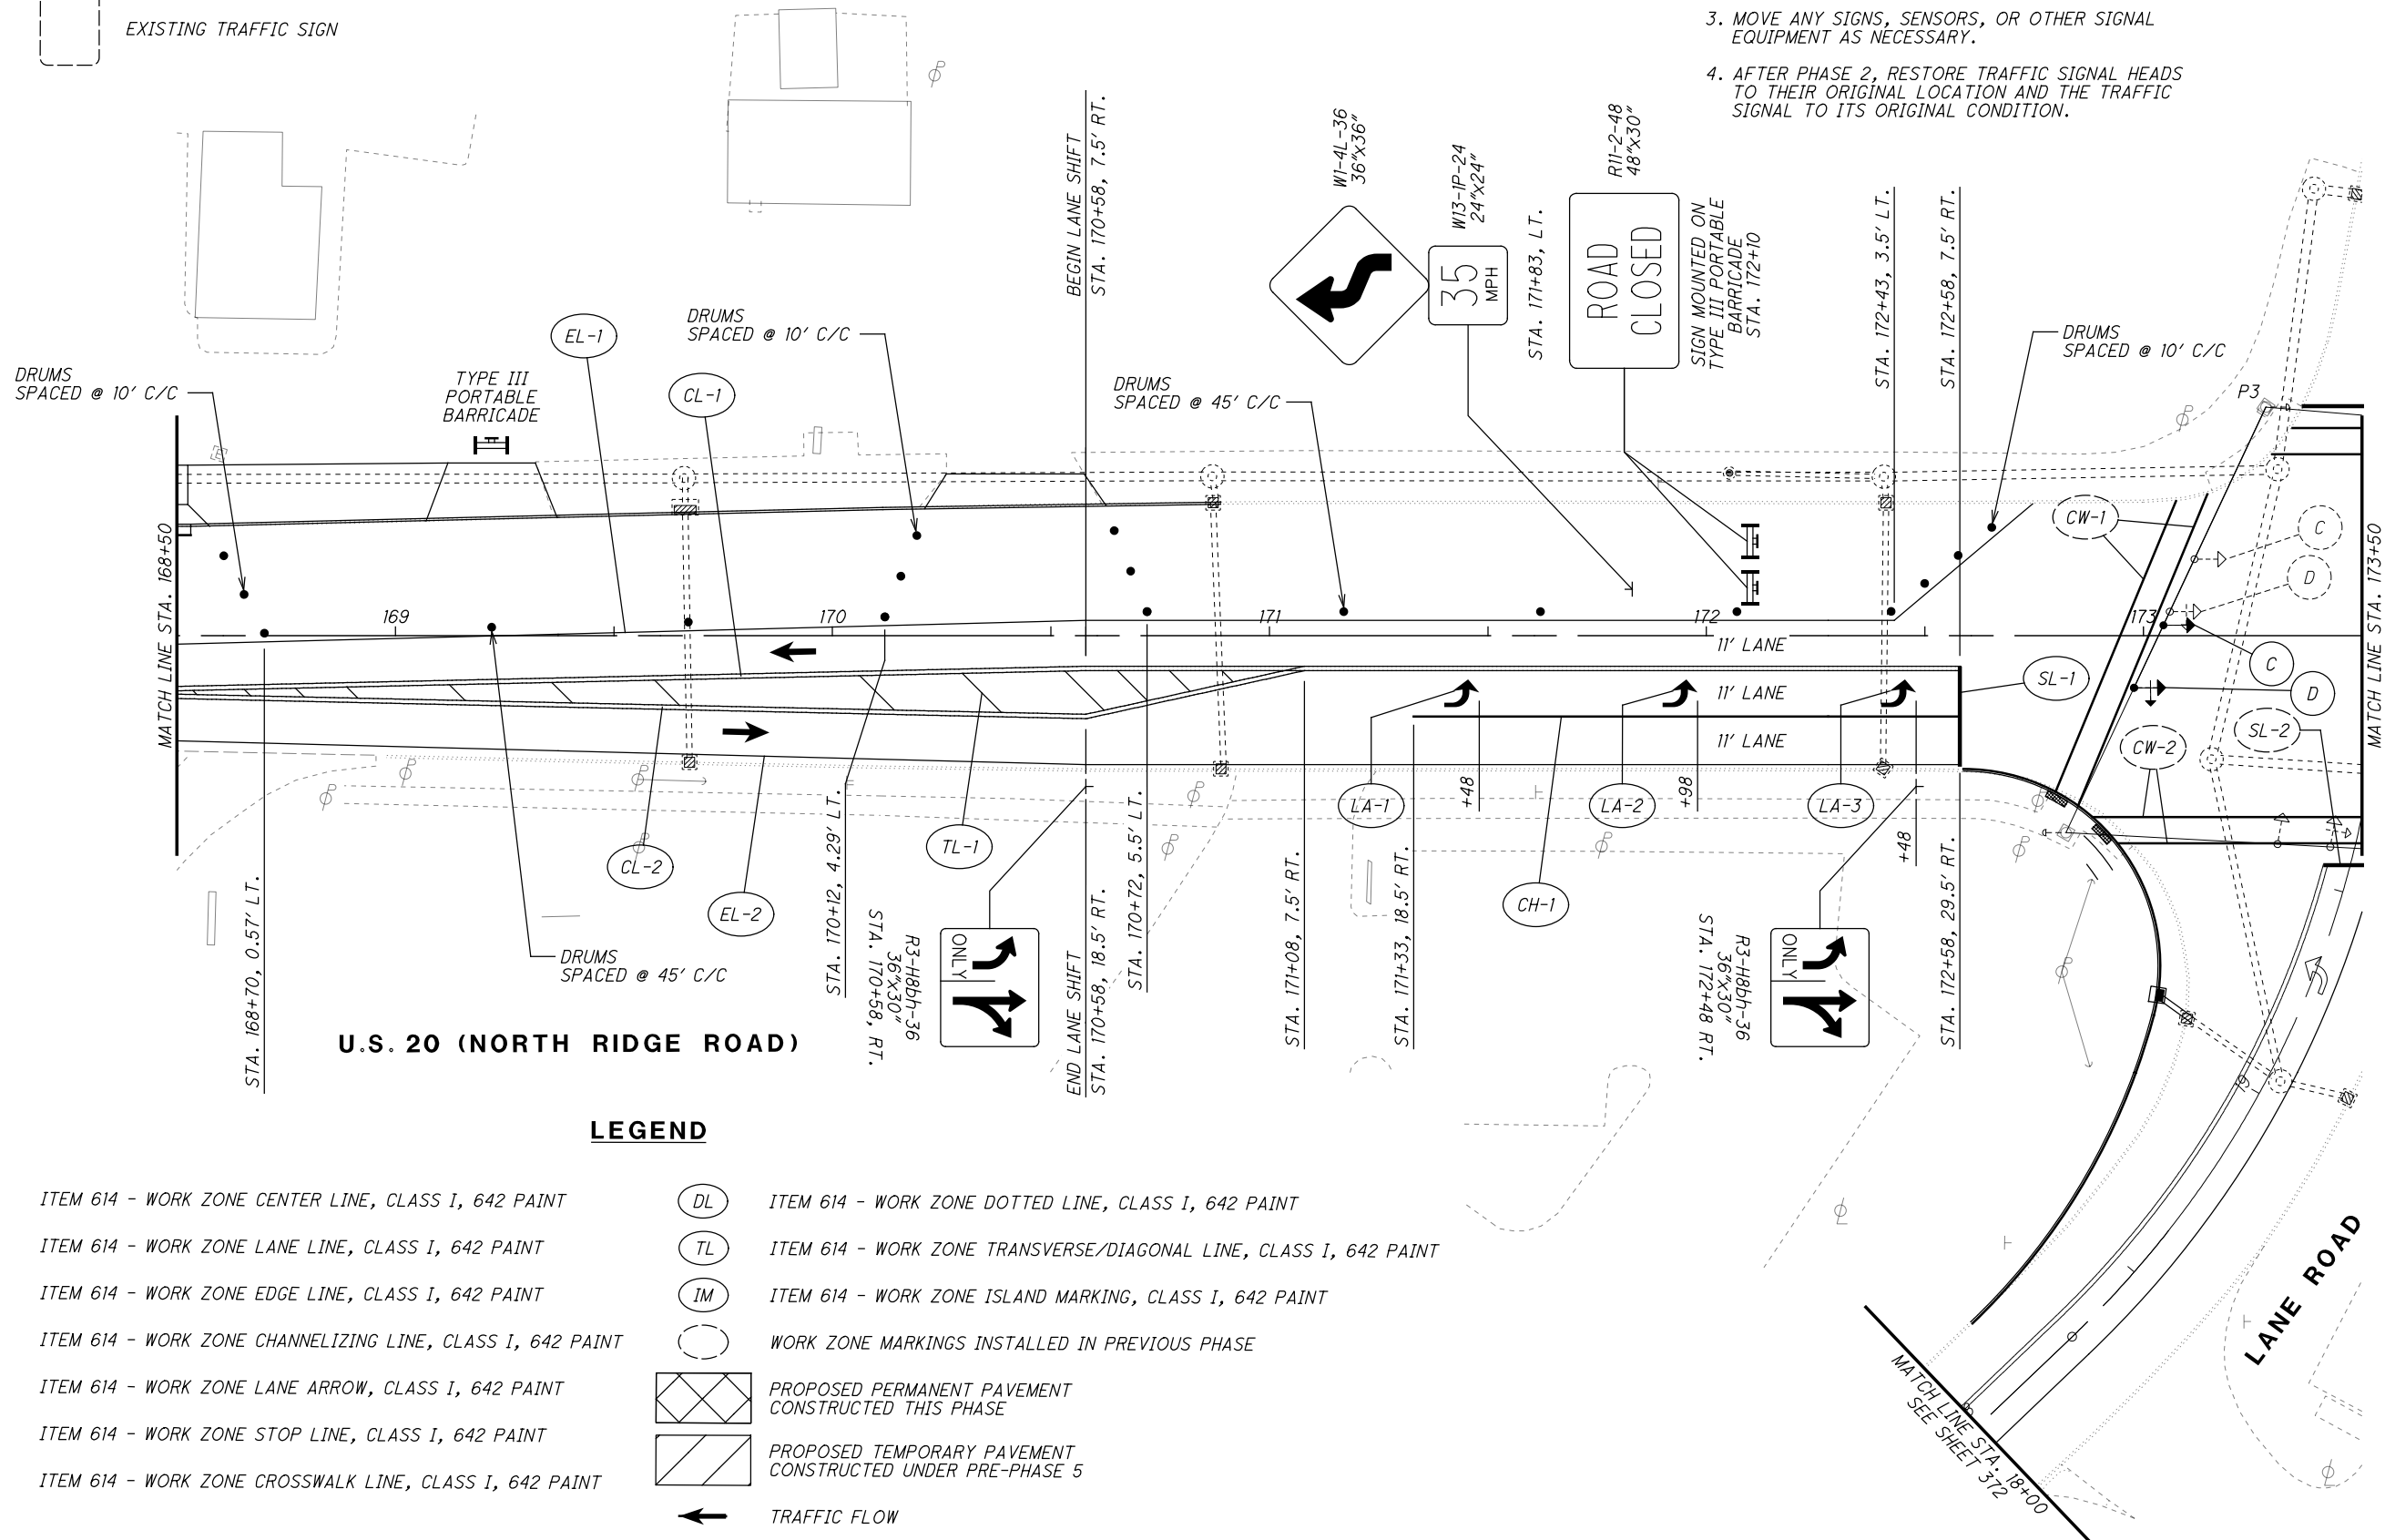 EXISTING TRAFFIC SIGN
3. MOVE ANY SIGNS, SENSORS, OR OTHER SIGNAL
EQUIPMENT AS NECESSARY.
4. AFTER PHASE 2, RESTORE TRAFFIC SIGNAL HEADS
TO THEIR ORIGINAL LOCATION AND THE TRAFFIC
SIGNAL TO ITS ORIGINAL CONDITION.
BEGIN LANE SHIFT
STA. 170+58, 7.5' RT.
W1-4L-36
36"x36"
W13-1P-24
24"x24"
35
MPH
STA. 171+83, LT.
R11-2-48
48"x30"
ROAD
CLOSED
SIGN MOUNTED ON
TYPE III PORTABLE
BARRICADE
STA. 172+10
STA. 172+43, 3.5' LT.
STA. 172+58, 7.5' RT.
DRUMS
SPACED @ 10' C/C
DRUMS
SPACED @ 10' C/C
EL-1
CL-1
TYPE III
PORTABLE
BARRICADE
DRUMS
SPACED @ 45' C/C
DRUMS
SPACED @ 10' C/C
P3
E
CW-1
C
D
C
D
MATCH LINE STA. 168+50
169
170
171
172
173
MATCH LINE STA. 173+50
11' LANE
11' LANE
11' LANE
SL-1
SL-2
CW-2
LA-1
+48
LA-2
+98
LA-3
+48
CL-2
EL-2
TL-1
CH-1
STA. 168+70, 0.57' LT.
DRUMS
SPACED @ 45' C/C
STA. 170+12, 4.29' LT.
R3-H8bh-36
36"x30"
STA. 170+58, RT.
ONLY
END LANE SHIFT
STA. 170+58, 18.5' RT.
STA. 170+72, 5.5' LT.
STA. 171+08, 7.5' RT.
STA. 171+33, 18.5' RT.
R3-H8bh-36
36"x30"
STA. 172+48 RT.
ONLY
STA. 172+58, 29.5' RT.
U.S. 20 (NORTH RIDGE ROAD)
LANE ROAD
MATCH LINE STA. 18+00
SEE SHEET 372
LEGEND
ITEM 614 - WORK ZONE CENTER LINE, CLASS I, 642 PAINT
ITEM 614 - WORK ZONE LANE LINE, CLASS I, 642 PAINT
ITEM 614 - WORK ZONE EDGE LINE, CLASS I, 642 PAINT
ITEM 614 - WORK ZONE CHANNELIZING LINE, CLASS I, 642 PAINT
ITEM 614 - WORK ZONE LANE ARROW, CLASS I, 642 PAINT
ITEM 614 - WORK ZONE STOP LINE, CLASS I, 642 PAINT
ITEM 614 - WORK ZONE CROSSWALK LINE, CLASS I, 642 PAINT
DL ITEM 614 - WORK ZONE DOTTED LINE, CLASS I, 642 PAINT
TL ITEM 614 - WORK ZONE TRANSVERSE/DIAGONAL LINE, CLASS I, 642 PAINT
IM ITEM 614 - WORK ZONE ISLAND MARKING, CLASS I, 642 PAINT
WORK ZONE MARKINGS INSTALLED IN PREVIOUS PHASE
PROPOSED PERMANENT PAVEMENT
CONSTRUCTED THIS PHASE
PROPOSED TEMPORARY PAVEMENT
CONSTRUCTED UNDER PRE-PHASE 5
TRAFFIC FLOW